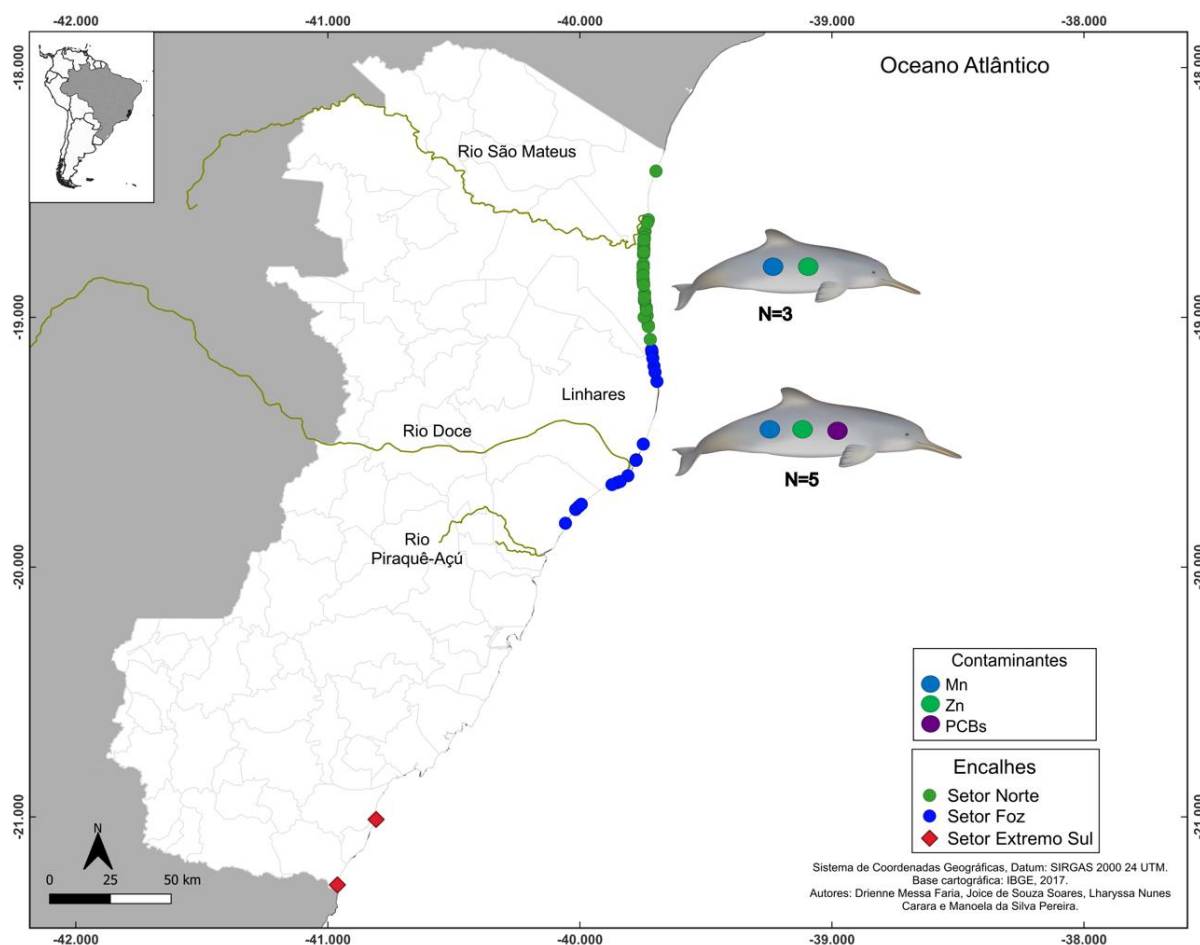 -42.000
-41.000
-40.000
-39.000
-38.000
-18.000
-18.000
Oceano Atlântico
Rio São Mateus
N=3
-19.000
-19.000
Linhares
Rio Doce
N=5
Rio
Piraquê-Açú
-20.000
-20.000
Contaminantes
Mn
Zn
PCBs
Encalhes
Setor Norte
Setor Foz
Setor Extremo Sul
-21.000
-21.000
N
0 25 50 km
Sistema de Coordenadas Geográficas, Datum: SIRGAS 2000 24 UTM.
Base cartográfica: IBGE, 2017.
Autores: Drienne Messa Faria, Joice de Souza Soares, Lharyssa Nunes
Carara e Manoela da Silva Pereira.
-42.000
-41.000
-40.000
-39.000
-38.000